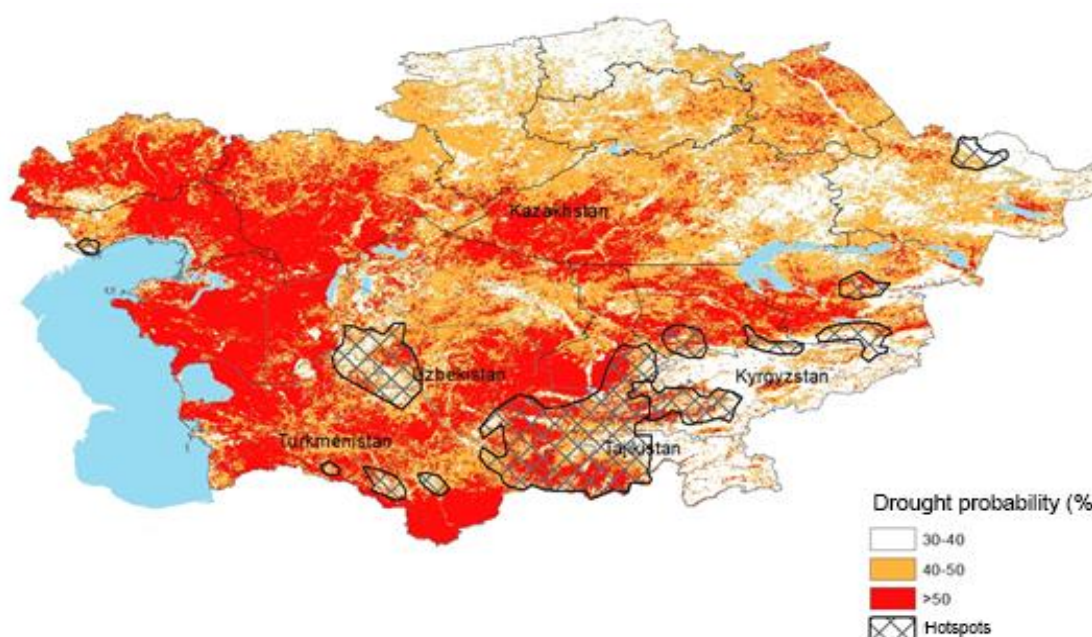 Kazakhstan
Uzbekistan
Kyrgyzstan
Turkmenistan
Tajikistan
Drought probability (%
30-40
40-50
>50
Hotspots